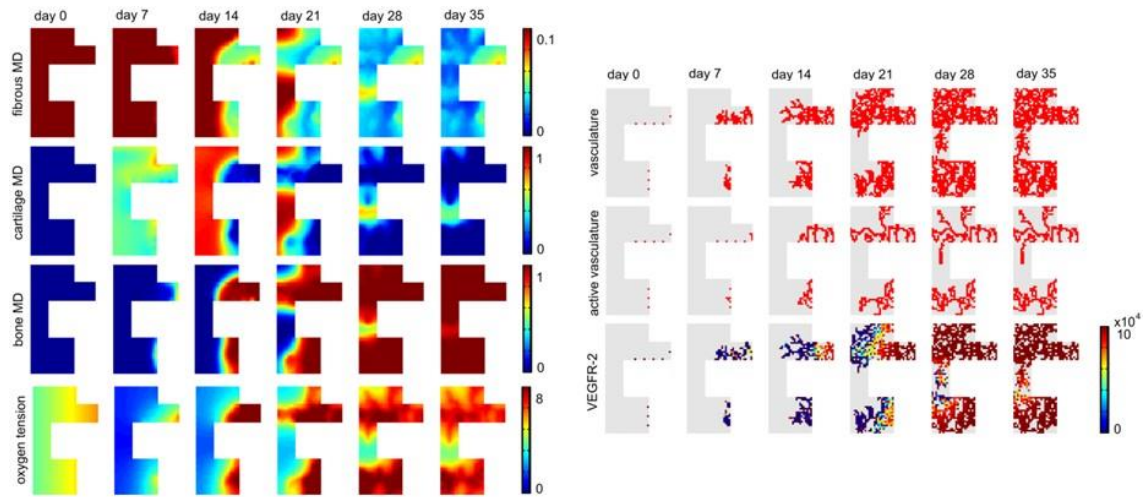 day 0 day 7 day 14 day 21 day 28 day 35
fibrous MD
0.1
0
cartilage MD
1
0
bone MD
1
0
oxygen tension
8
0
day 0 day 7 day 14 day 21 day 28 day 35
vasculature
active vasculature
VEGFR-2
x10⁴
10
0